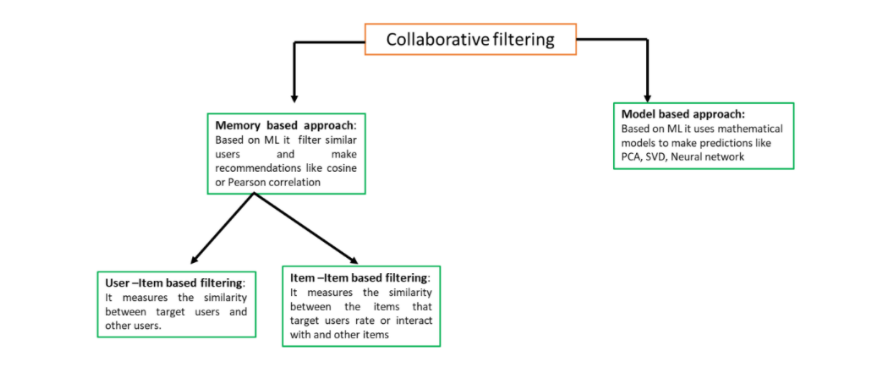 Collaborative filtering
Memory based approach:
Based on ML it filter similar
users and make
recommendations like cosine
or Pearson correlation
Model based approach:
Based on ML it uses mathematical
models to make predictions like
PCA, SVD, Neural network
User –Item based filtering:
It measures the similarity
between target users and
other users.
Item –Item based filtering:
It measures the similarity
between the items that
target users rate or interact
with and other items